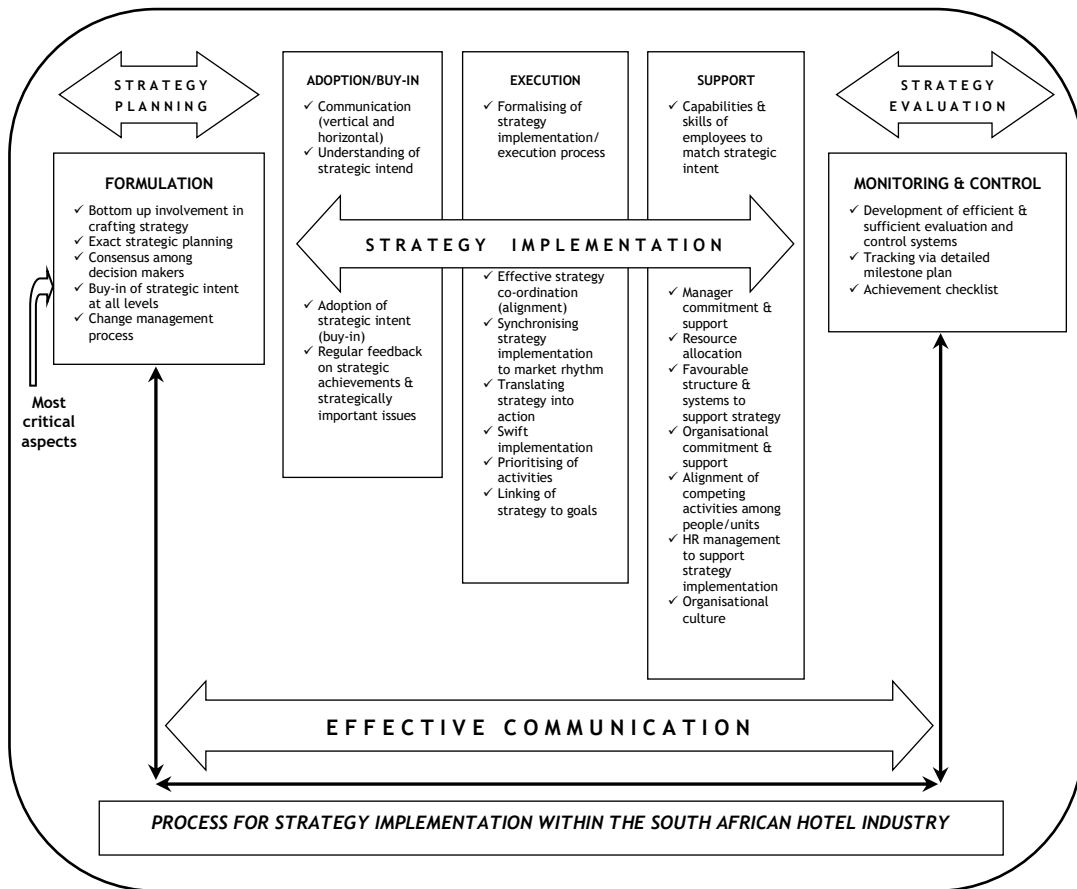 STRATEGY
PLANNING
FORMULATION
✓ Bottom up involvement in
crafting strategy
✓ Exact strategic planning
✓ Consensus among
decision makers
✓ Buy-in of strategic intent
at all levels
✓ Change management
process
Most
critical
aspects
ADOPTION/BUY-IN
✓ Communication
(vertical and
horizontal)
✓ Understanding of
strategic intend
EXECUTION
✓ Formalising of
strategy
implementation/
execution process
SUPPORT
✓ Capabilities &
skills of
employees to
match strategic
intent
STRATEGY IMPLEMENTATION
✓ Adoption of
strategic intent
(buy-in)
✓ Regular feedback
on strategic
achievements &
strategically
important issues
✓ Effective strategy
co-ordination
(alignment)
✓ Synchronising
strategy
implementation
to market rhythm
✓ Translating
strategy into
action
✓ Swift
implementation
✓ Prioritising of
activities
✓ Linking of
strategy to goals
✓ Manager
commitment &
support
✓ Resource
allocation
✓ Favourable
structure &
systems to
support strategy
✓ Organisational
commitment &
support
✓ Alignment of
competing
activities among
people/units
✓ HR management
to support
strategy
implementation
✓ Organisational
culture
STRATEGY
EVALUATION
MONITORING & CONTROL
✓ Development of efficient &
sufficient evaluation and
control systems
✓ Tracking via detailed
milestone plan
✓ Achievement checklist
EFFECTIVE COMMUNICATION
PROCESS FOR STRATEGY IMPLEMENTATION WITHIN THE SOUTH AFRICAN HOTEL INDUSTRY